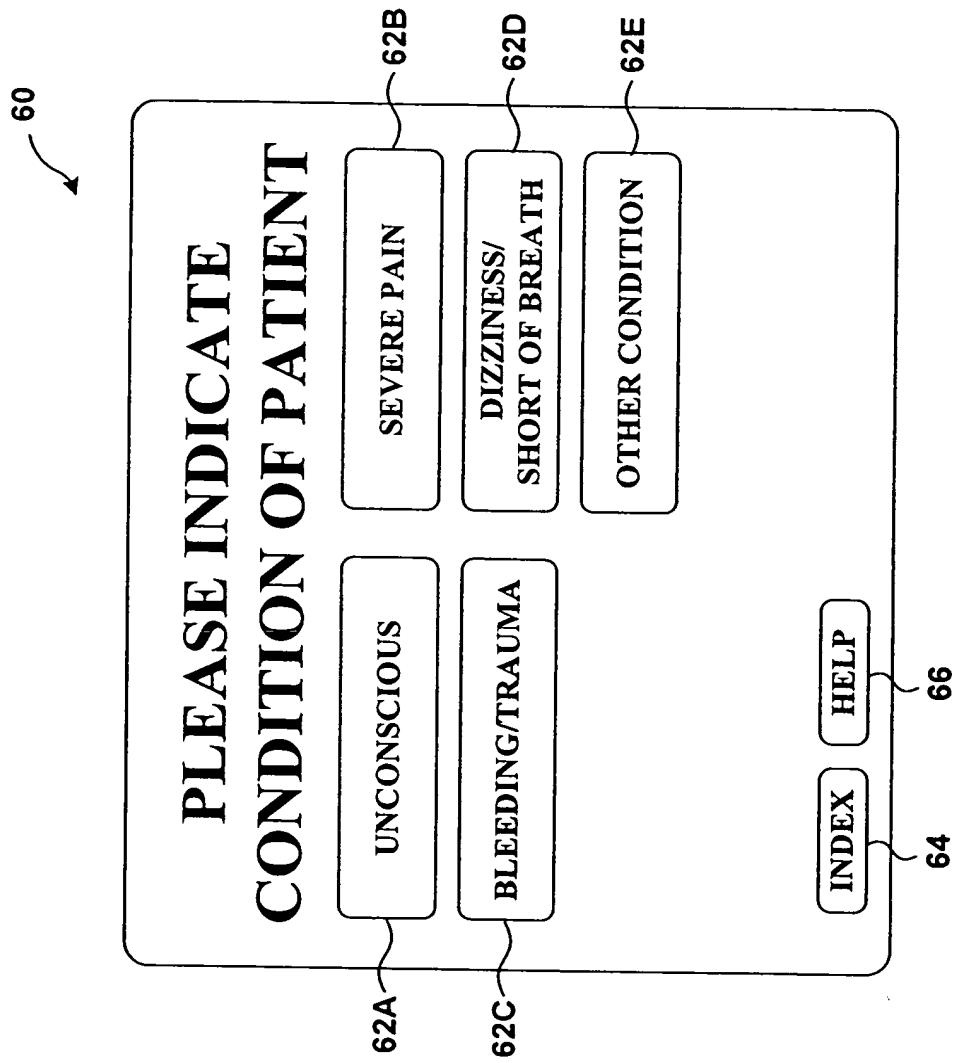 60
PLEASE INDICATE
CONDITION OF PATIENT
62A
UNCONSCIOUS
SEVERE PAIN
62B
62C
BLEEDING/TRAUMA
DIZZINESS/
SHORT OF BREATH
62D
OTHER CONDITION
62E
INDEX
HELP
64
66